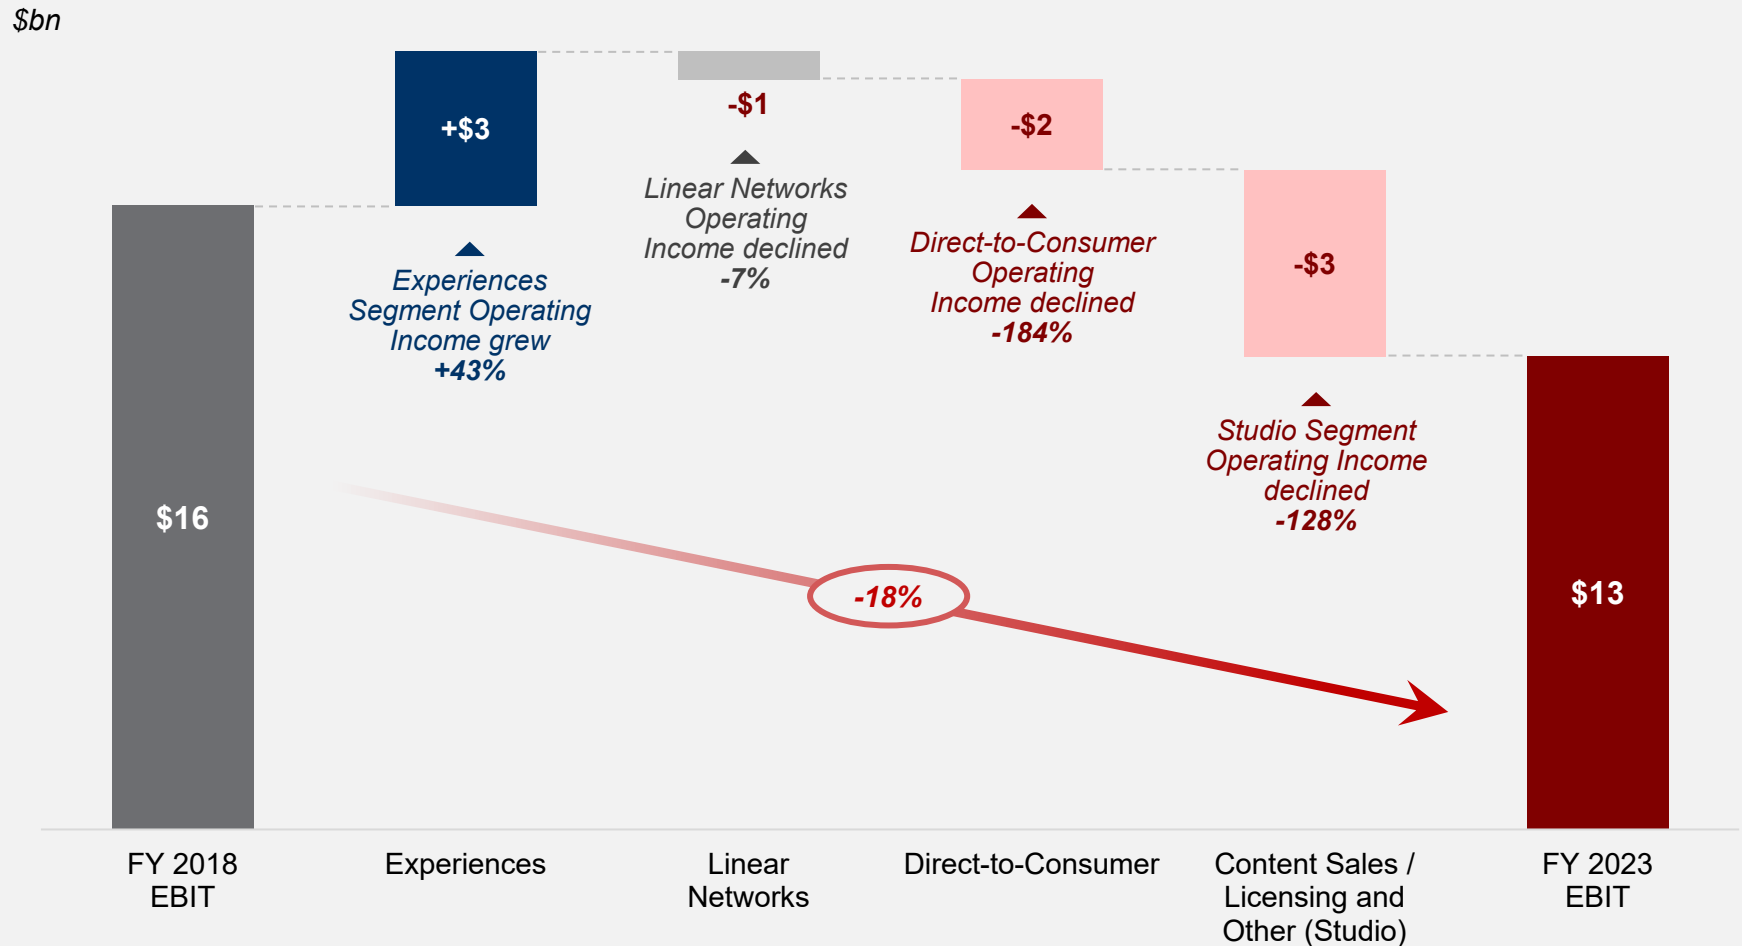 $bn
+$3
Experiences
Segment Operating
Income grew
+43%
-$1
Linear Networks
Operating
Income declined
-7%
-$2
Direct-to-Consumer
Operating
Income declined
-184%
-$3
Studio Segment
Operating Income
declined
-128%
$16
-18%
$13
FY 2018
EBIT
Experiences
Linear
Networks
Direct-to-Consumer
Content Sales /
Licensing and
Other (Studio)
FY 2023
EBIT